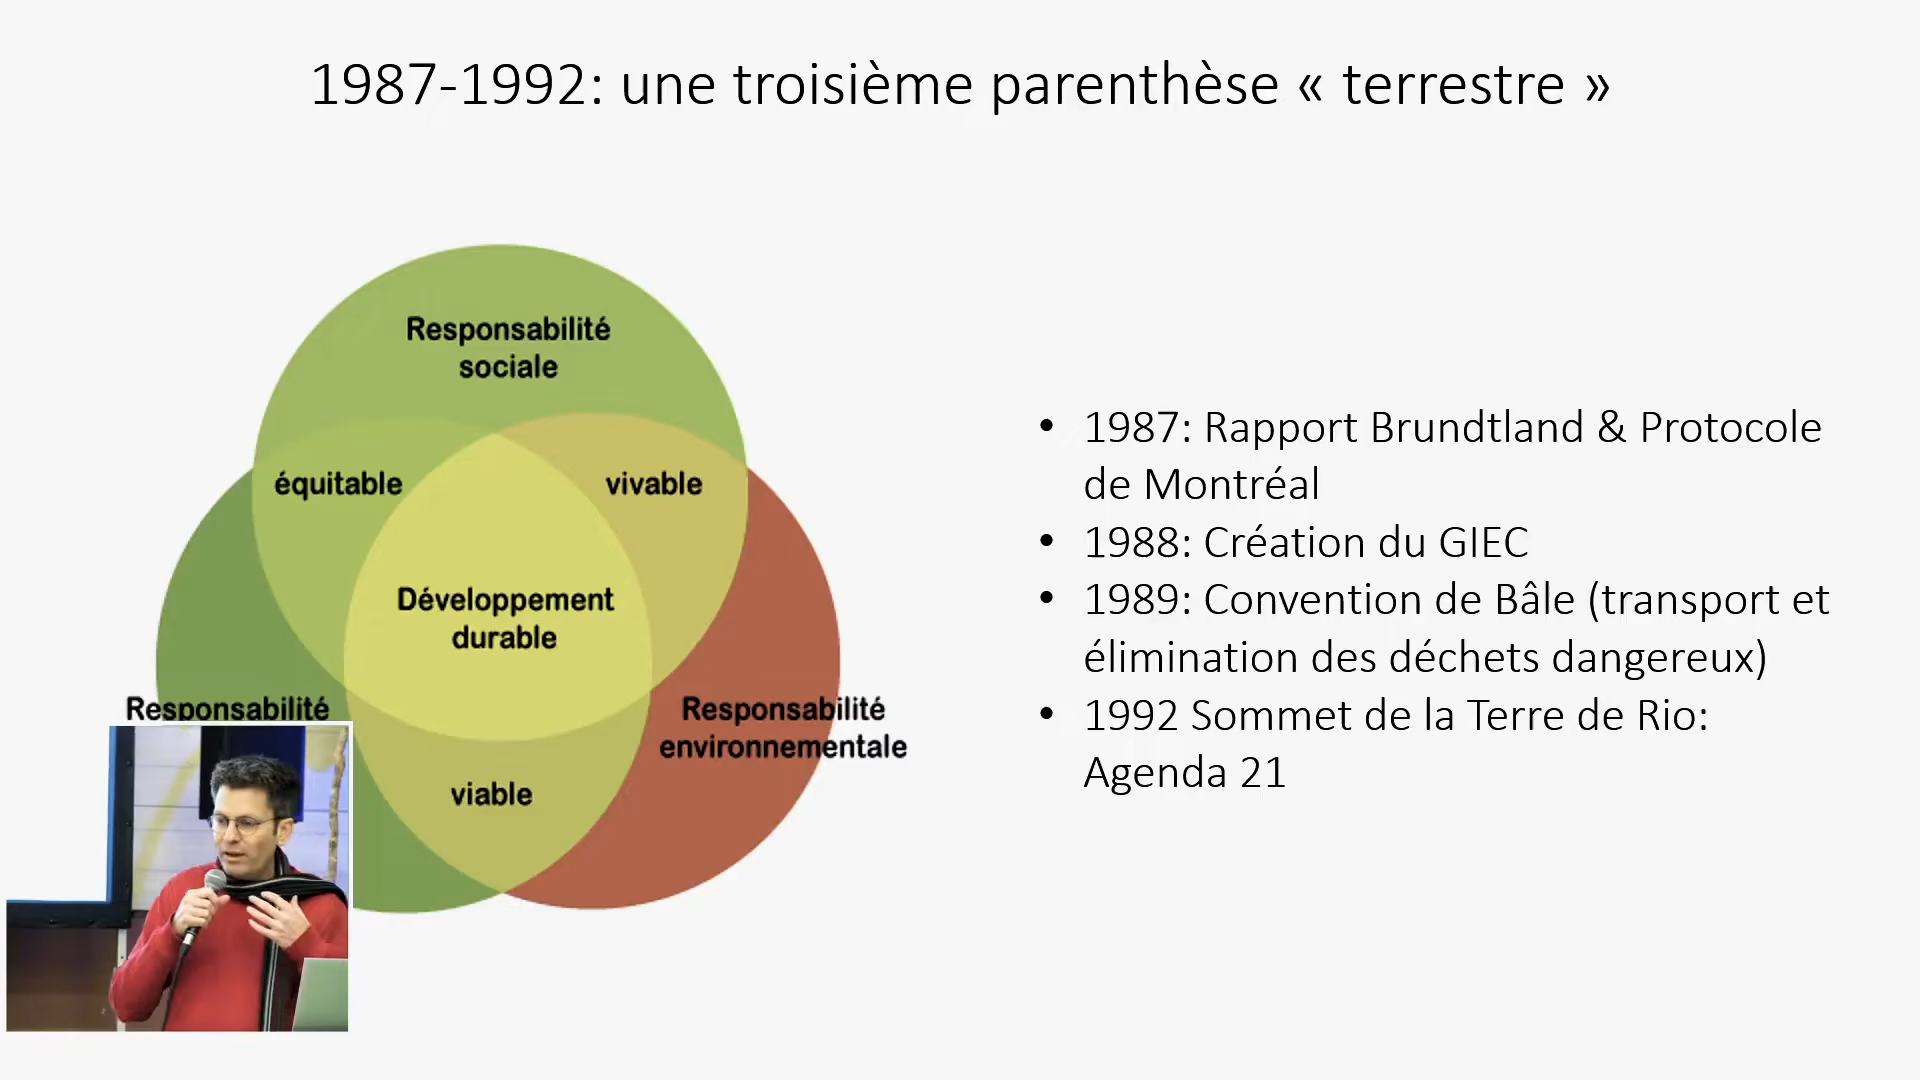 1987-1992: une troisième parenthèse « terrestre »
Responsabilité
sociale
équitable
vivable
Développement
durable
Responsabilité
Responsabilité
environnementale
viable
• 1987: Rapport Brundtland & Protocole
de Montréal
• 1988: Création du GIEC
• 1989: Convention de Bâle (transport et
élimination des déchets dangereux)
• 1992 Sommet de la Terre de Rio:
Agenda 21